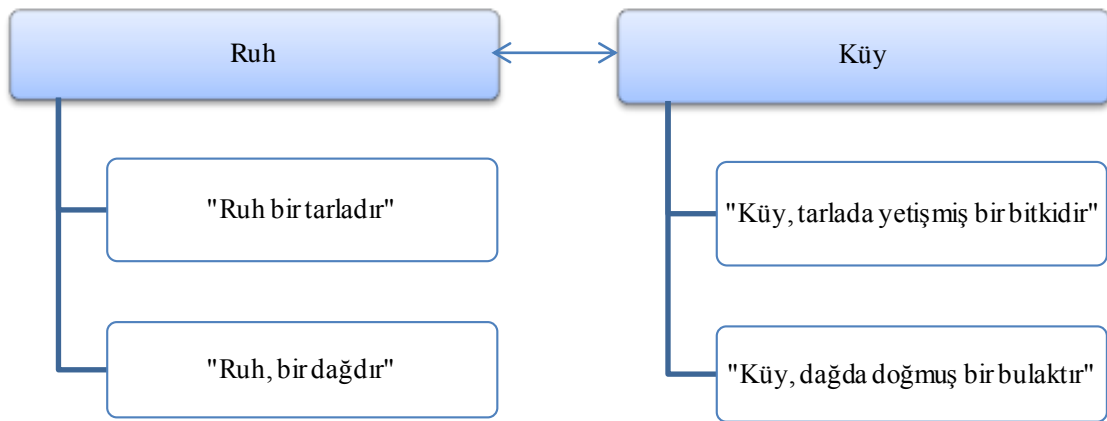 Ruh
Küy
"Ruh bir tarladır"
"Küy, tarlada yetişmiş bir bitkidir"
"Ruh, bir dağdır"
"Küy, dağda doğmuş bir bulaktır"